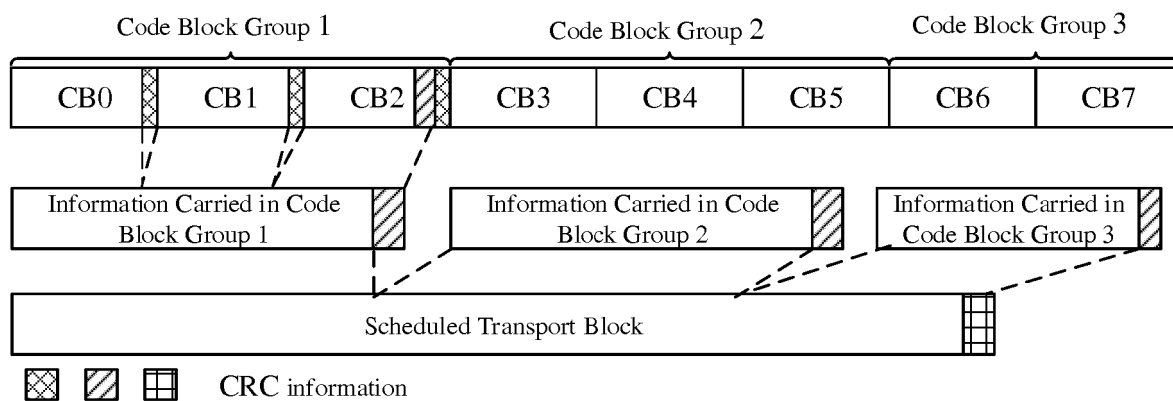 Code Block Group 1
Code Block Group 2
Code Block Group 3
CB0 CB1 CB2 CB3 CB4 CB5 CB6 CB7
Information Carried in Code
Block Group 1
Information Carried in Code
Block Group 2
Information Carried in
Code Block Group 3
Scheduled Transport Block
CRC information